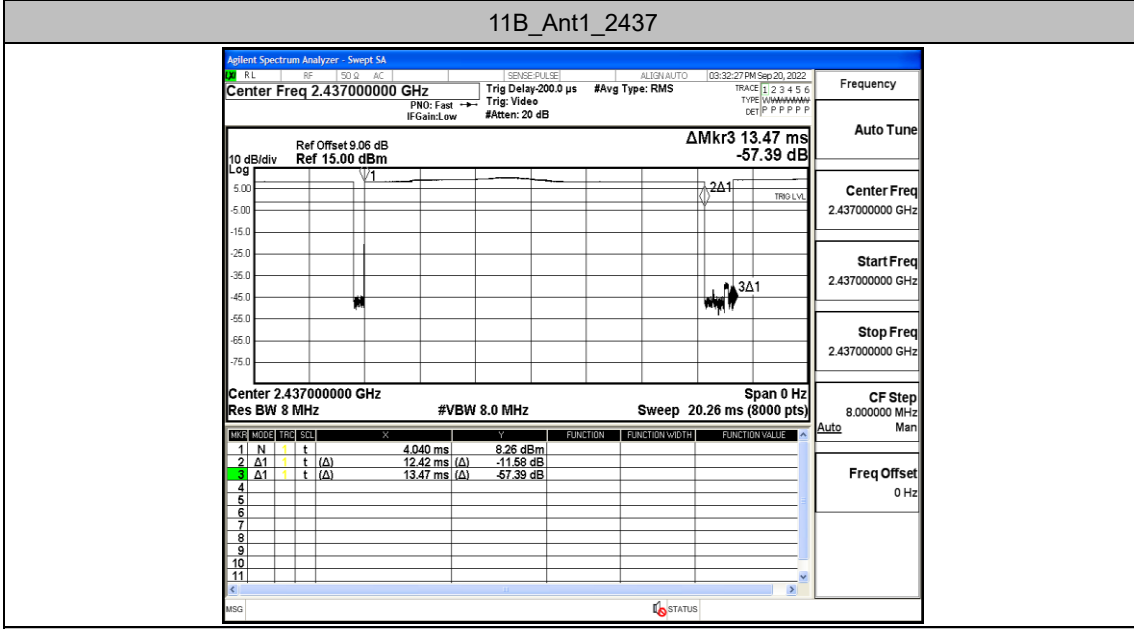 11B_Ant1_2437
Agilent Spectrum Analyzer - Swept SA
LXI RL RF 50 Ω AC SENSE:PULSE ALIGN AUTO 03:32:27 PM Sep 20, 2022
Center Freq 2.437000000 GHz
PNO: Fast
IFGain:Low
Trig Delay-200.0 µs
Trig: Video
#Atten: 20 dB
#Avg Type: RMS
TRACE 1 2 3 4 5 6
TYPE WWWWWW
DET P P P P P P
ΔMkr3 13.47 ms
-57.39 dB
Ref Offset 9.06 dB
10 dB/div Ref 15.00 dBm
Log
1
5.00
2Δ1
TRIG LVL
-5.00
-15.0
-25.0
-35.0
3Δ1
-45.0
-55.0
-65.0
-75.0
Center 2.437000000 GHz Span 0 Hz
Res BW 8 MHz #VBW 8.0 MHz Sweep 20.26 ms (8000 pts)
MKR MODE TRC SCL X Y FUNCTION FUNCTION WIDTH FUNCTION VALUE
1 N 1 t 4.040 ms 8.26 dBm
2 Δ1 1 t (Δ) 12.42 ms (Δ) -11.58 dB
3 Δ1 1 t (Δ) 13.47 ms (Δ) -57.39 dB
4
5
6
7
8
9
10
11
MSG STATUS
Frequency
Auto Tune
Center Freq
2.437000000 GHz
Start Freq
2.437000000 GHz
Stop Freq
2.437000000 GHz
CF Step
8.000000 MHz
Auto Man
Freq Offset
0 Hz